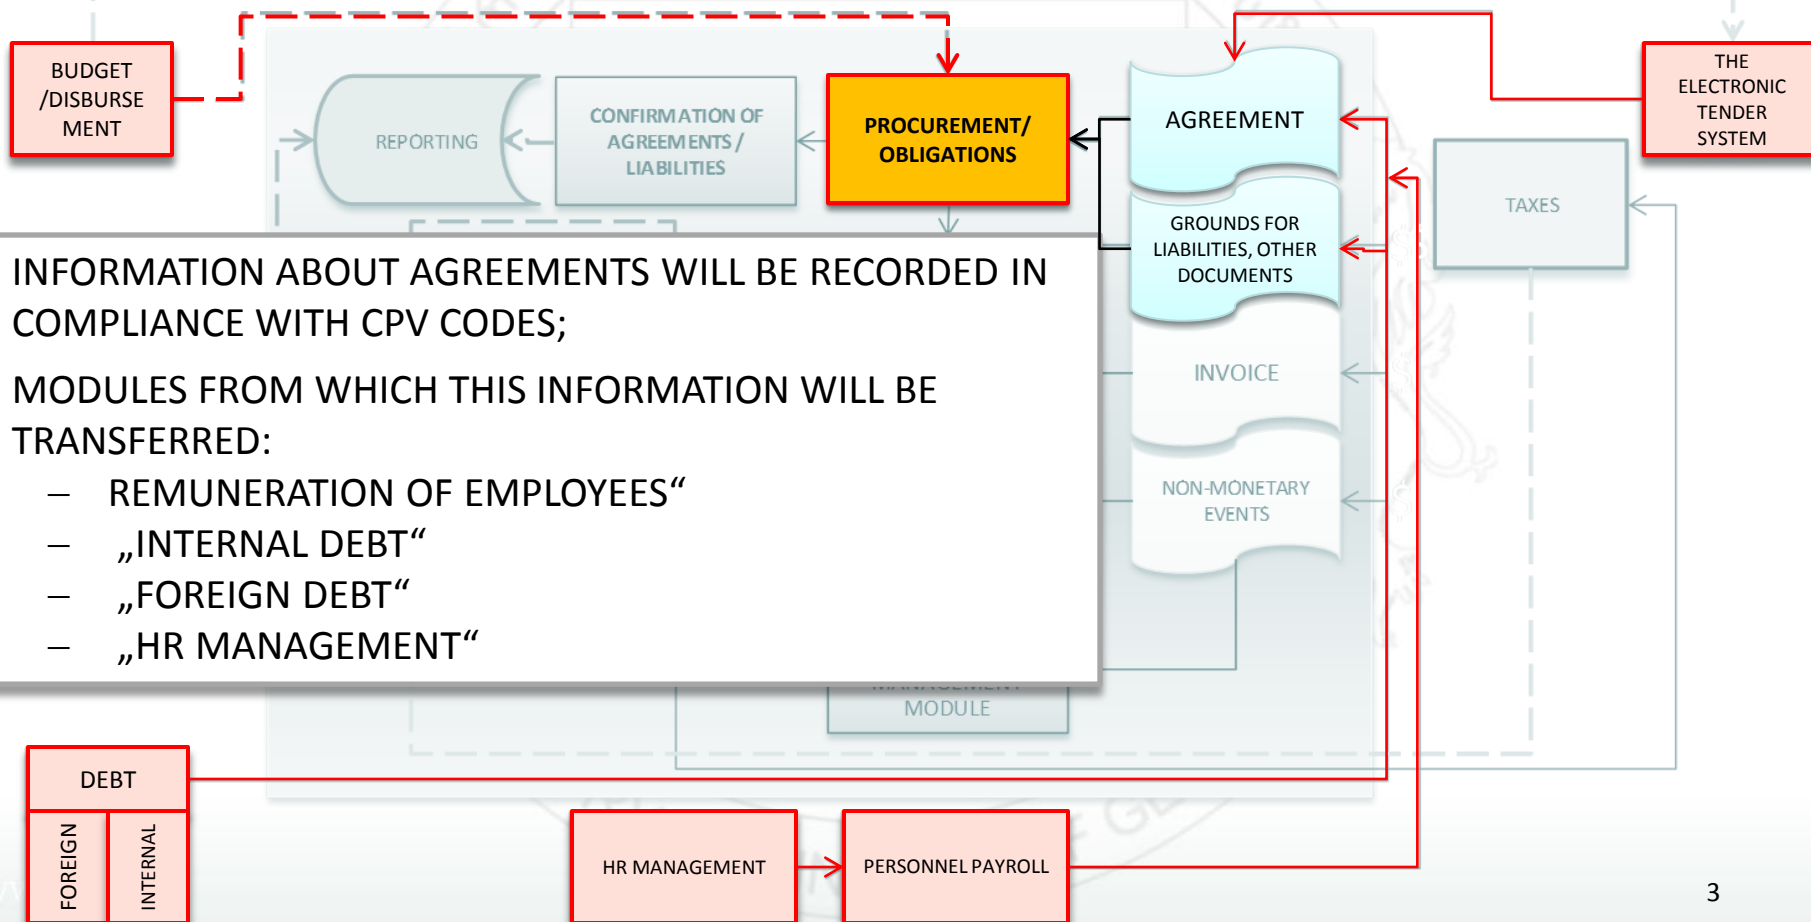 BUDGET
/DISBURSE
MENT
REPORTING
CONFIRMATION OF
AGREEMENTS /
LIABILITIES
PROCUREMENT/
OBLIGATIONS
AGREEMENT
THE
ELECTRONIC
TENDER
SYSTEM
GROUNDS FOR
LIABILITIES, OTHER
DOCUMENTS
TAXES
INFORMATION ABOUT AGREEMENTS WILL BE RECORDED IN
COMPLIANCE WITH CPV CODES;
MODULES FROM WHICH THIS INFORMATION WILL BE
TRANSFERRED:
– REMUNERATION OF EMPLOYEES“
– „INTERNAL DEBT“
– „FOREIGN DEBT“
– „HR MANAGEMENT“
INVOICE
NON-MONETARY
EVENTS
MANAGEMENT
MODULE
DEBT
FOREIGN
INTERNAL
HR MANAGEMENT
PERSONNEL PAYROLL
3